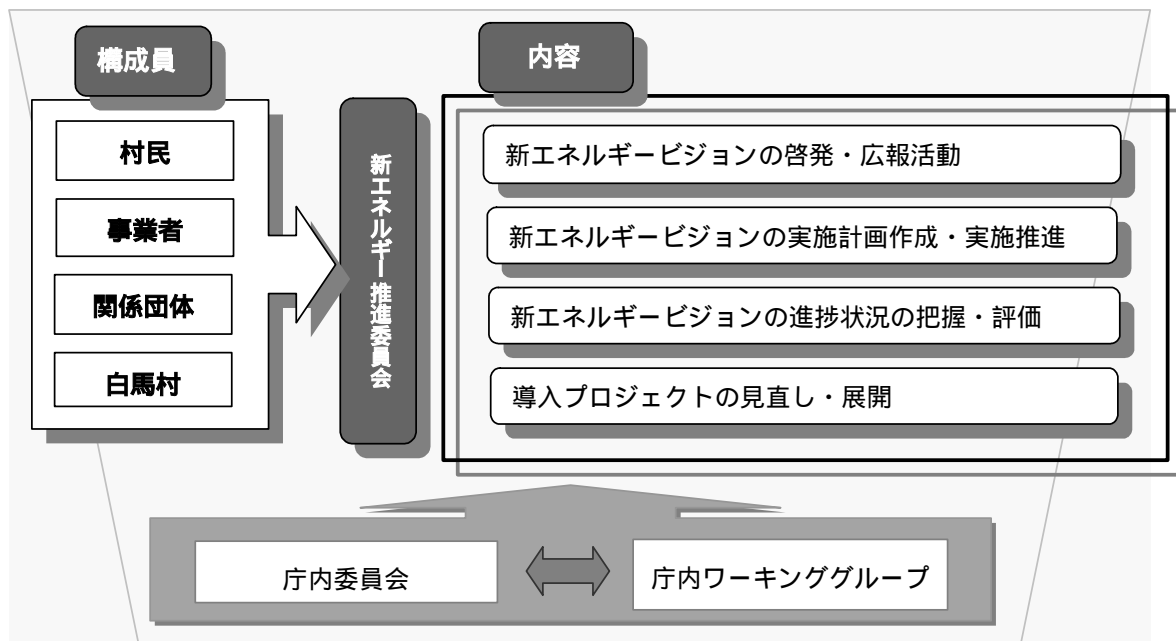 構成員
村民
事業者
関係団体
白馬村
新エネルギー推進委員会
内容
新エネルギービジョンの啓発・広報活動
新エネルギービジョンの実施計画作成・実施推進
新エネルギービジョンの進捗状況の把握・評価
導入プロジェクトの見直し・展開
庁内委員会
庁内ワーキンググループ